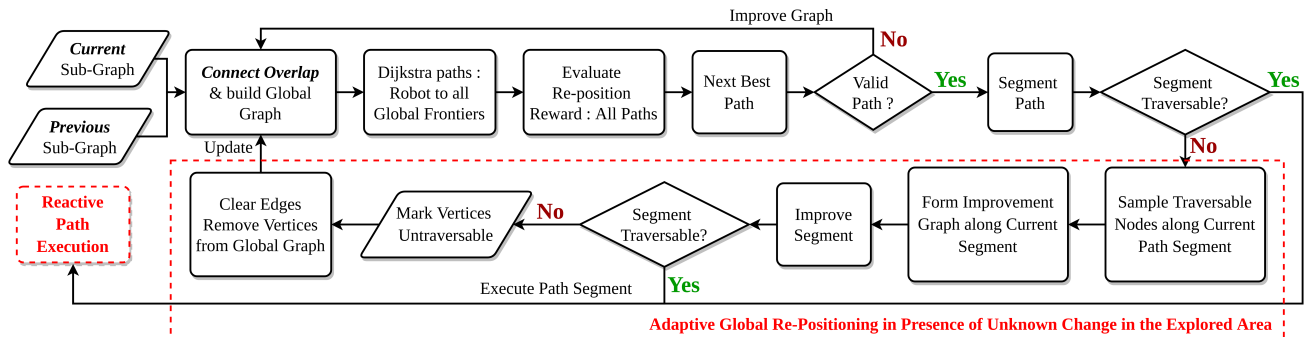 Improve Graph
Current
Sub-Graph
Previous
Sub-Graph
Connect Overlap
& build Global
Graph
Dijkstra paths :
Robot to all
Global Frontiers
Evaluate
Re-position
Reward : All Paths
Next Best
Path
Valid
Path ?
No
Yes
Segment
Path
Segment
Traversable?
Yes
No
Sample Traversable
Nodes along Current
Path Segment
Form Improvement
Graph along Current
Segment
Improve
Segment
Segment
Traversable?
No
Yes
Mark Vertices
Untraversable
Clear Edges
Remove Vertices
from Global Graph
Update
Reactive
Path
Execution
Execute Path Segment
Adaptive Global Re-Positioning in Presence of Unknown Change in the Explored Area